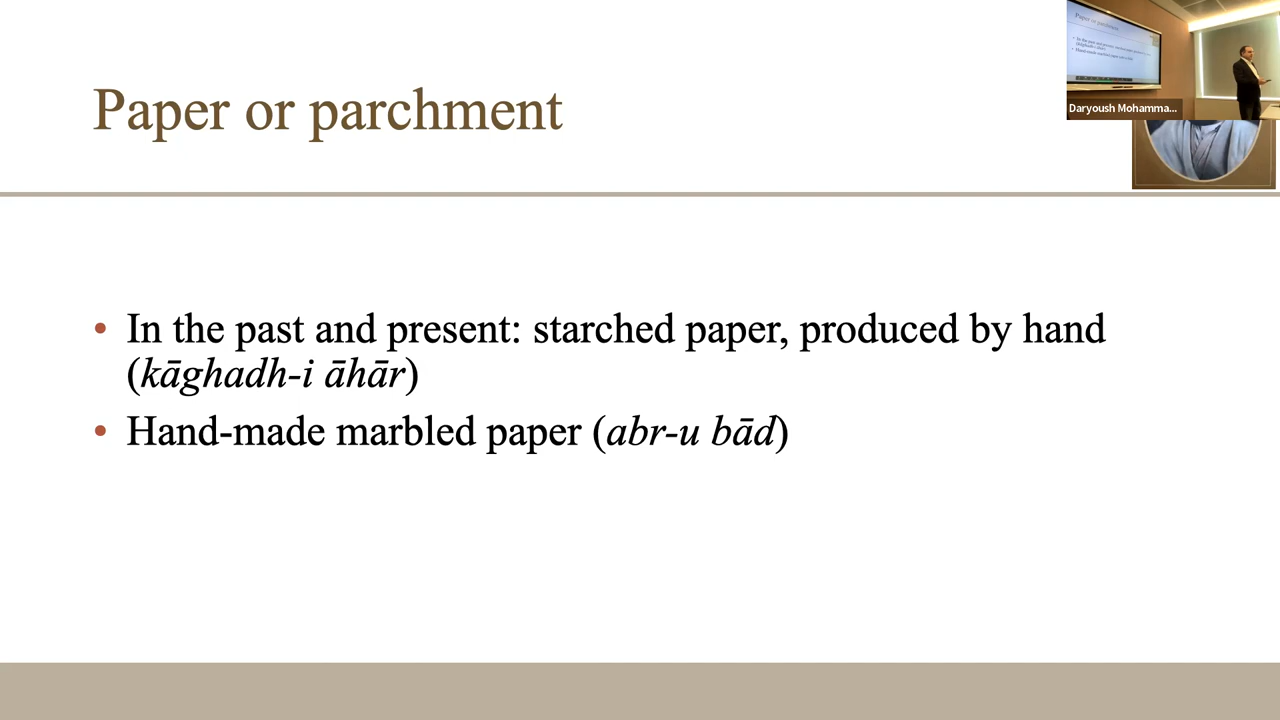 Paper or parchment
Daryoush Mohamma...
In the past and present: starched paper, produced by hand
(kāghadh-i āhār)
Hand-made marbled paper (abr-u bād)